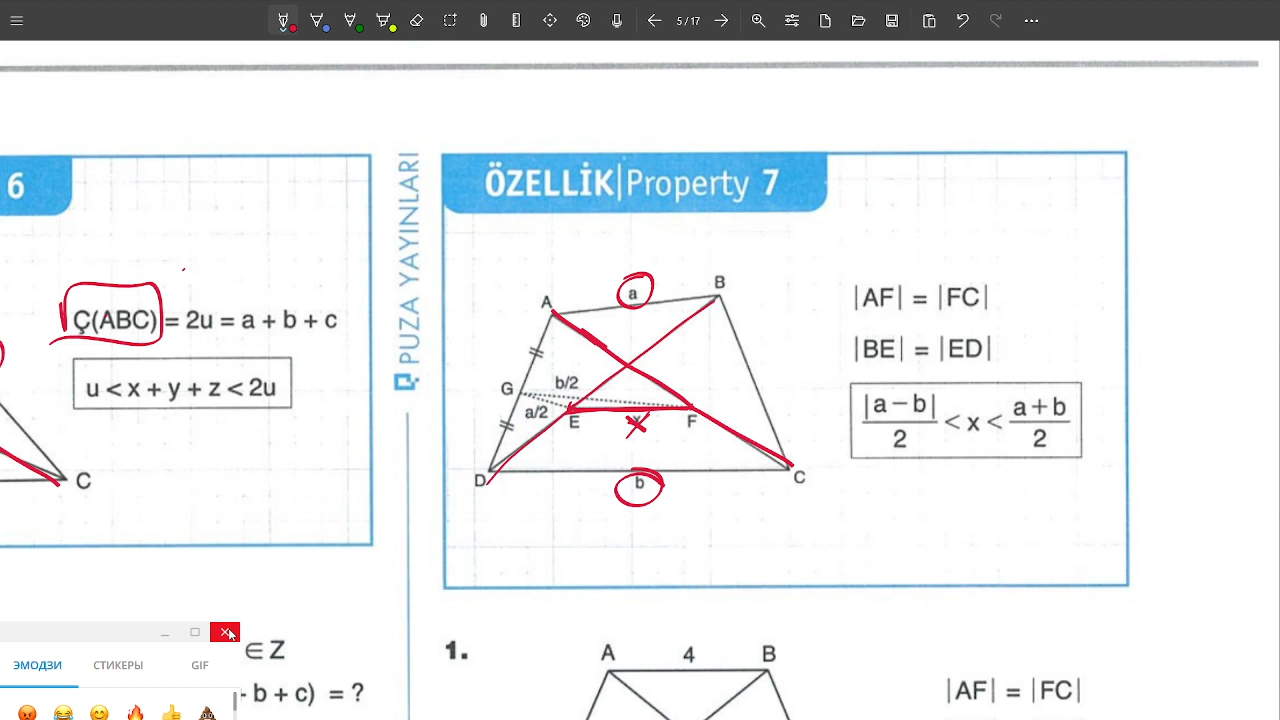 5 / 17
6
Ç(ABC) = 2u = a + b + c
u < x + y + z < 2u
C
PUZA YAYINLARI
ÖZELLİK|Property 7
a
B
A
G
b/2
a/2
E
x
F
D
b
C
|AF| = |FC|
|BE| = |ED|
|a – b|/2 < x < a + b/2
∈ Z
b + c) = ?
ЭМОДЗИ СТИКЕРЫ GIF
1.
A 4 B
|AF| = |FC|